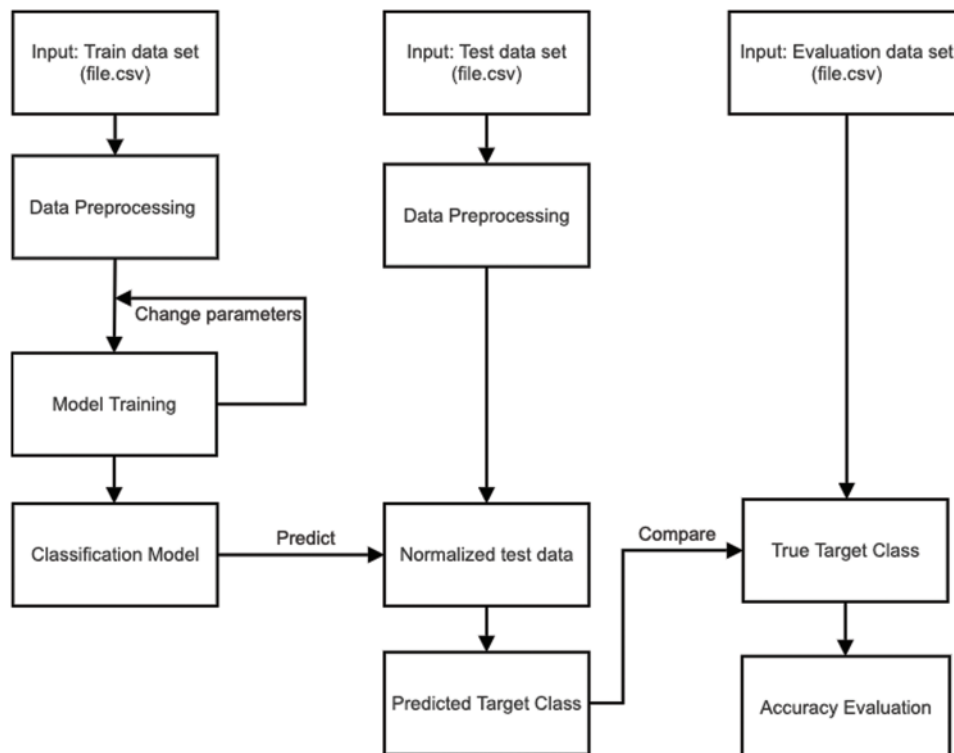 Input: Train data set
(file.csv)
Input: Test data set
(file.csv)
Input: Evaluation data set
(file.csv)
Data Preprocessing
Data Preprocessing
Change parameters
Model Training
Classification Model
Predict
Normalized test data
Compare
True Target Class
Predicted Target Class
Accuracy Evaluation